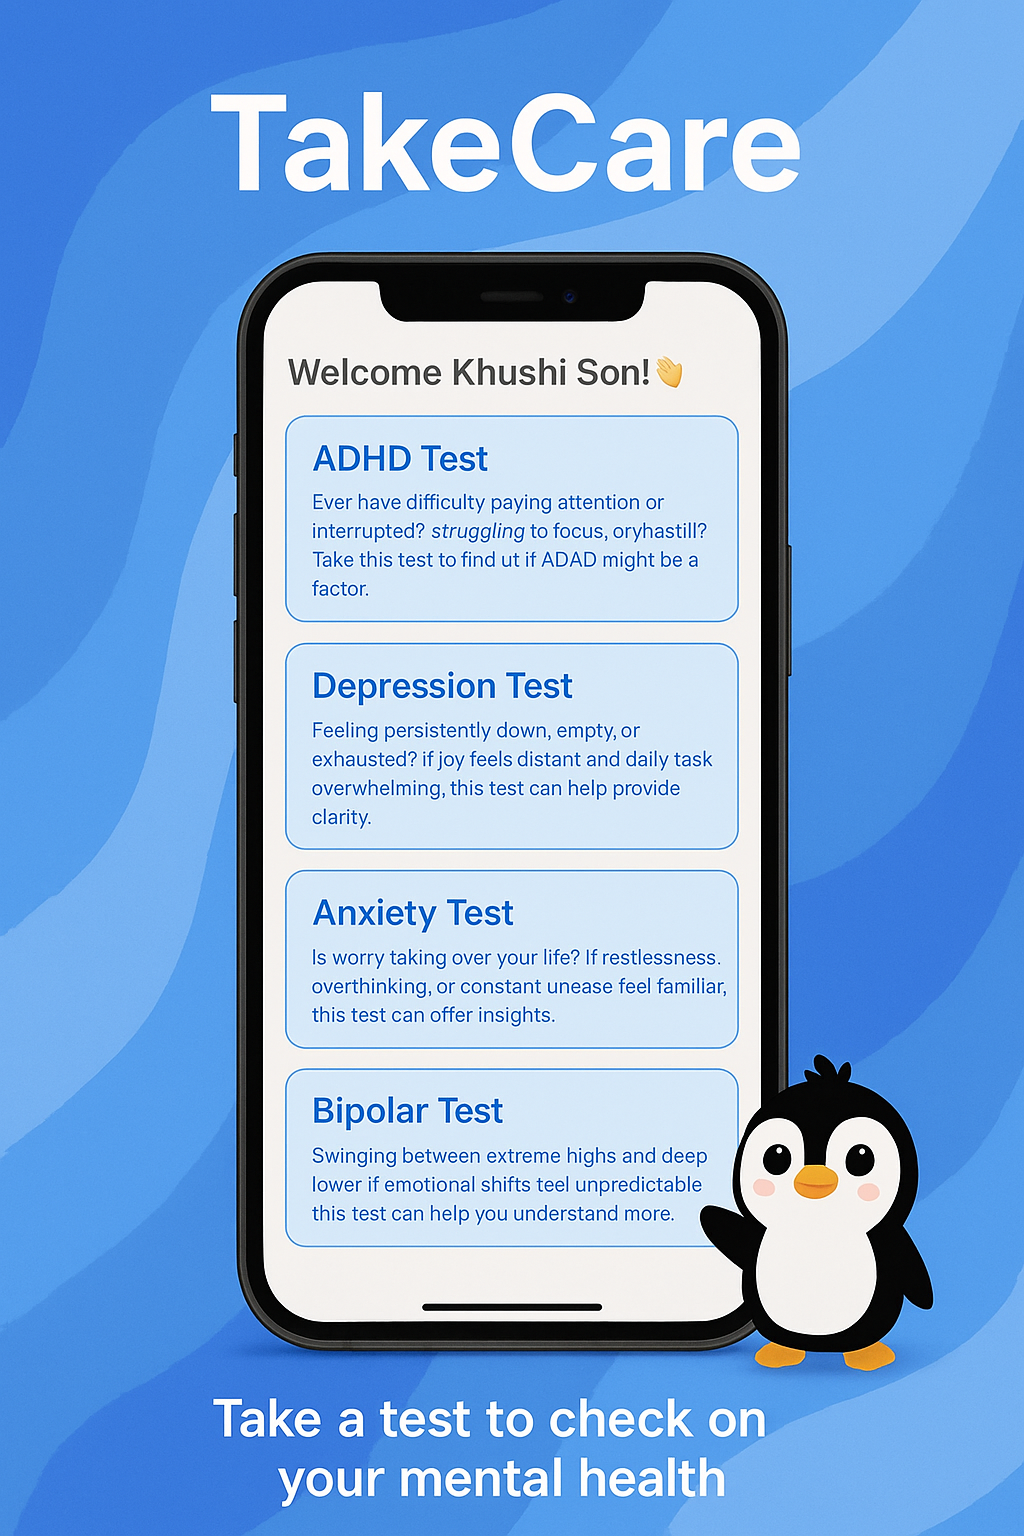 TakeCare
Welcome Khushi Son!👋
ADHD Test
Ever have difficulty paying attention or
interrupted? struggling to focus, oryhastill?
Take this test to find ut if ADAD might be a
factor.
Depression Test
Feeling persistently down, empty, or
exhausted? if joy feels distant and daily task
overwhelming, this test can help provide
clarity.
Anxiety Test
Is worry taking over your life? If restlessness.
overthinking, or constant unease feel familiar,
this test can offer insights.
Bipolar Test
Swinging between extreme highs and deep
lower if emotional shifts teel unpredictable
this test can help you understand more.
Take a test to check on
your mental health